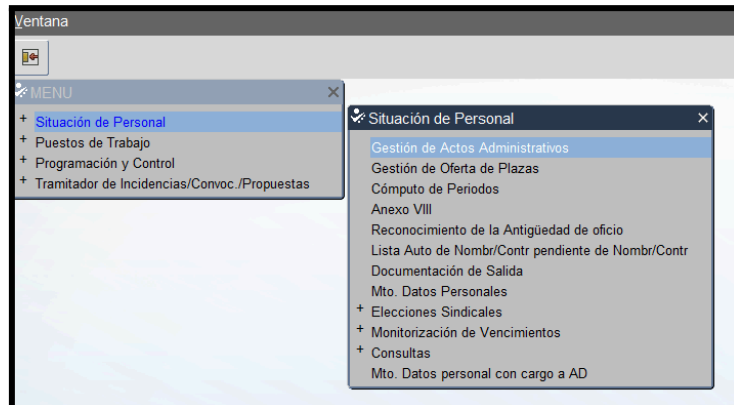 Ventana
MENU
+ Situación de Personal
+ Puestos de Trabajo
+ Programación y Control
+ Tramitador de Incidencias/Convoc./Propuestas
Situación de Personal
Gestión de Actos Administrativos
Gestión de Oferta de Plazas
Cómputo de Periodos
Anexo VIII
Reconocimiento de la Antigüedad de oficio
Lista Auto de Nombr/Contr pendiente de Nombr/Contr
Documentación de Salida
Mto. Datos Personales
+ Elecciones Sindicales
+ Monitorización de Vencimientos
+ Consultas
Mto. Datos personal con cargo a AD